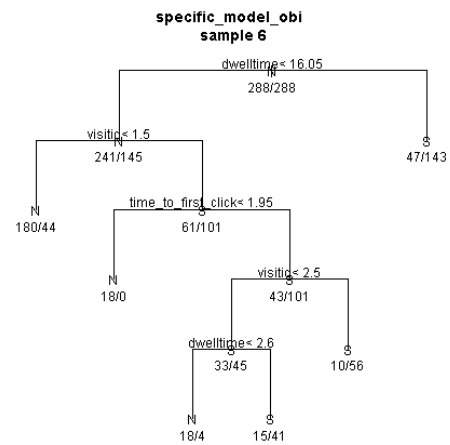 specific_model_obj
sample 6
dwelltime< 16.05
N
288/288
visitic< 1.5
N
241/145
S
47/143
N
180/44
time_to_first_click< 1.95
S
61/101
N
18/0
visitic< 2.5
S
43/101
dwelltime< 2.6
S
33/45
S
10/56
N
18/4
S
15/41